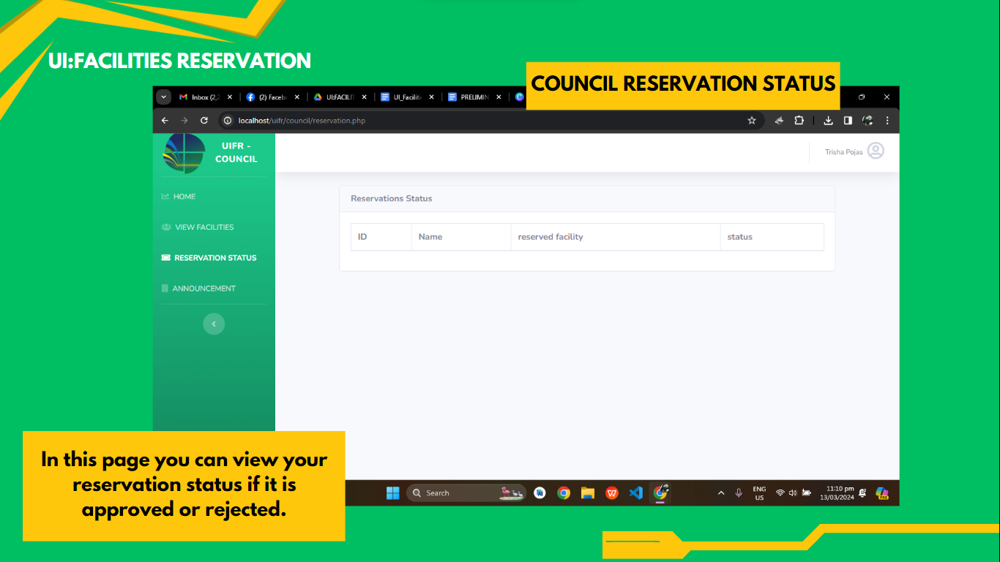 UI:FACILITIES RESERVATION
COUNCIL RESERVATION STATUS
Inbox (2,2
(2) Facebo
UI:FACILIT
UI_Faciliti
PRELIMIN
localhost/uifr/council/reservation.php
UIFR -
COUNCIL
Trisha Pojas
HOME
VIEW FACILITIES
RESERVATION STATUS
ANNOUNCEMENT
Reservations Status
ID Name reserved facility status
In this page you can view your
reservation status if it is
approved or rejected.
Search
ENG
US
11:10 pm
13/03/2024